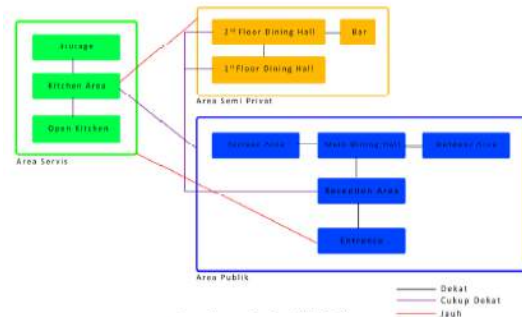 Storage
Kitchen Area
Open Kitchen
Area Servis
2nd Floor Dining Hall
Bar
1st Floor Dining Hall
Area Semi Privat
Area
Main Dining Hall
Outdoor Area
Reception Area
Entrance
Area Publik
Dekat
Cukup Dekat
Jauh